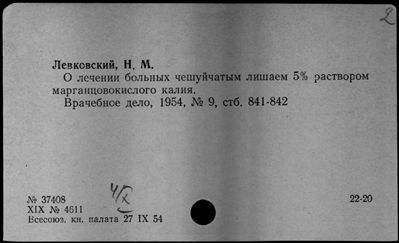 2
Левковский, Н. М.
О лечении больных чешуйчатым лишаем 5% раствором
марганцовокислого калия.
Врачебное дело, 1954, № 9, стб. 841-842
4/X
№ 37408
22-20
XIX № 4611
Всесоюз. кн. палата 27 IX 54